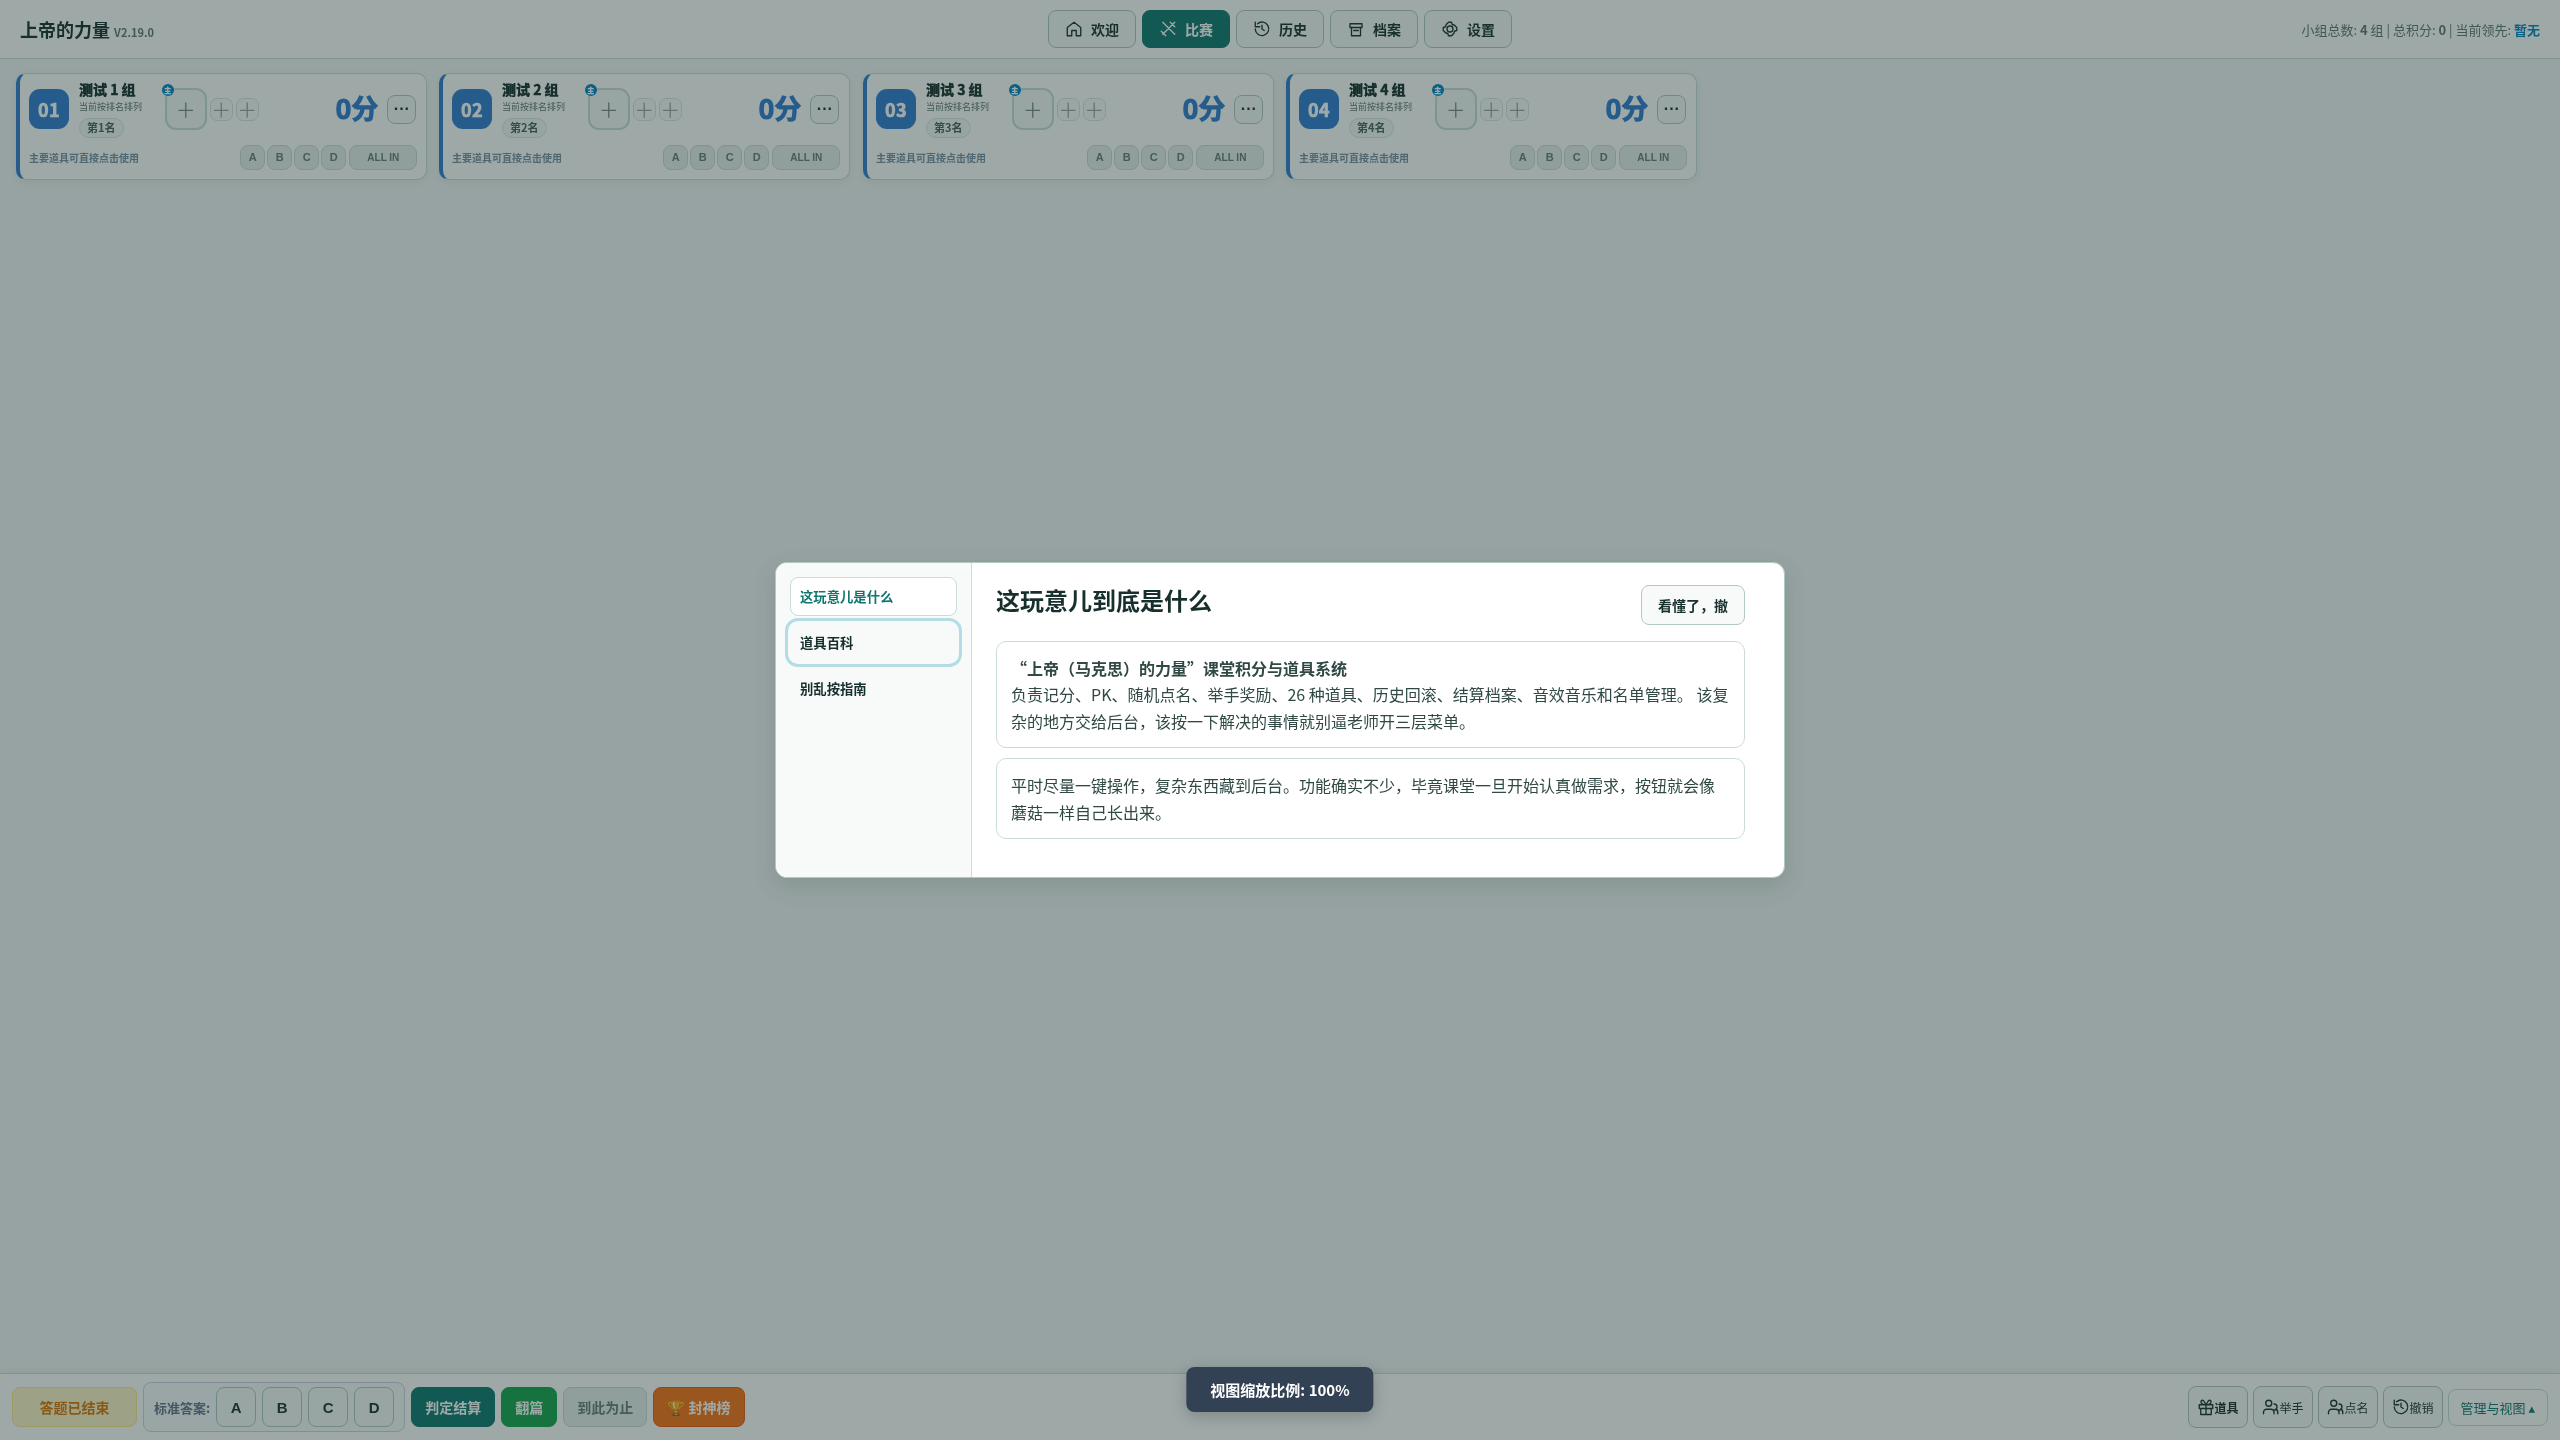 上帝的力量 V2.19.0
欢迎
比赛
历史
档案
设置
小组总数: 4 组 | 总积分: 0 | 当前领先: 暂无
01
测试 1 组
当前按排名排列
第1名
主
0分
...
主要道具可直接点击使用
A B C D ALL IN
02
测试 2 组
当前按排名排列
第2名
主
0分
...
主要道具可直接点击使用
A B C D ALL IN
03
测试 3 组
当前按排名排列
第3名
主
0分
...
主要道具可直接点击使用
A B C D ALL IN
04
测试 4 组
当前按排名排列
第4名
主
0分
...
主要道具可直接点击使用
A B C D ALL IN
这玩意儿是什么
道具百科
别乱按指南
这玩意儿到底是什么
看懂了，撤
“上帝（马克思）的力量”课堂积分与道具系统
负责记分、PK、随机点名、举手奖励、26 种道具、历史回滚、结算档案、音效音乐和名单管理。 该复
杂的地方交给后台，该按一下解决的事情就别逼老师开三层菜单。
平时尽量一键操作，复杂东西藏到后台。功能确实不少，毕竟课堂一旦开始认真做需求，按钮就会像
蘑菇一样自己长出来。
视图缩放比例: 100%
答题已结束
标准答案: A B C D
判定结算
翻篇
到此为止
🏆 封神榜
道具
举手
点名
撤销
管理与视图 ▴